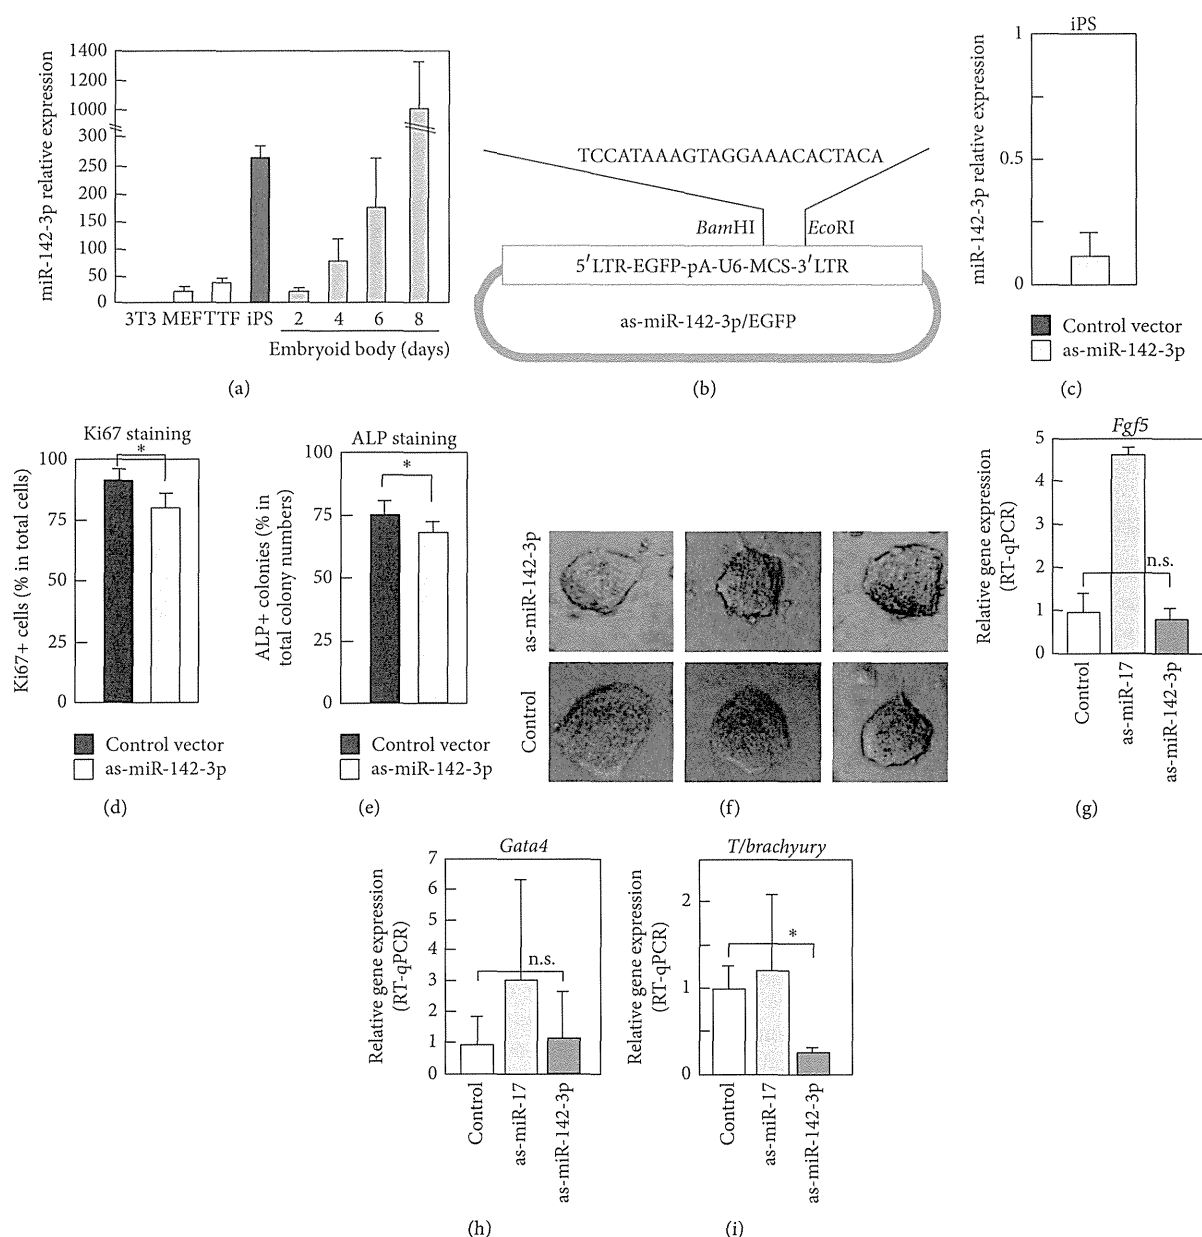 miR-142-3p relative expression
1400
1200
1000
300
250
200
150
100
50
0
3T3 MEF TTF iPS 2 4 6 8
Embryoid body (days)
(a)
TCCATAAAGTAGGAAACACTACA
BamHI EcoRI
5′LTR-EGFP-pA-U6-MCS-3′LTR
as-miR-142-3p/EGFP
(b)
iPS
miR-142-3p relative expression
1
0.5
0
Control vector
as-miR-142-3p
(c)
Ki67 staining
Ki67+ cells (% in total cells)
100
75
50
25
0
*
Control vector
as-miR-142-3p
(d)
ALP staining
ALP+ colonies (% in
total colony numbers)
100
75
50
25
0
*
Control vector
as-miR-142-3p
(e)
as-miR-142-3p
Control
(f)
Fgf5
Relative gene expression
(RT-qPCR)
5
4
3
2
1
0
n.s.
Control
as-miR-17
as-miR-142-3p
(g)
Gata4
Relative gene expression
(RT-qPCR)
7
6
5
4
3
2
1
0
n.s.
Control
as-miR-17
as-miR-142-3p
(h)
T/brachyury
Relative gene expression
(RT-qPCR)
2
1
0
*
Control
as-miR-17
as-miR-142-3p
(i)